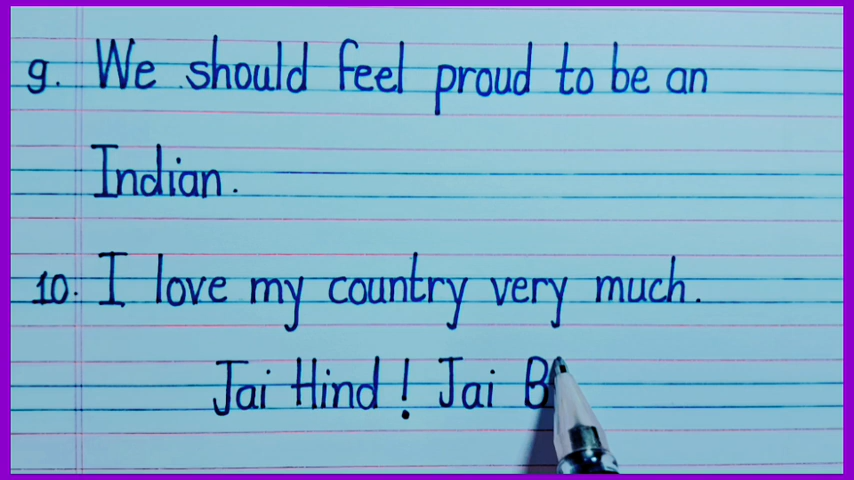 9. We should feel proud to be an
Indian.
10. I love my country very much.
Jai Hind! Jai B